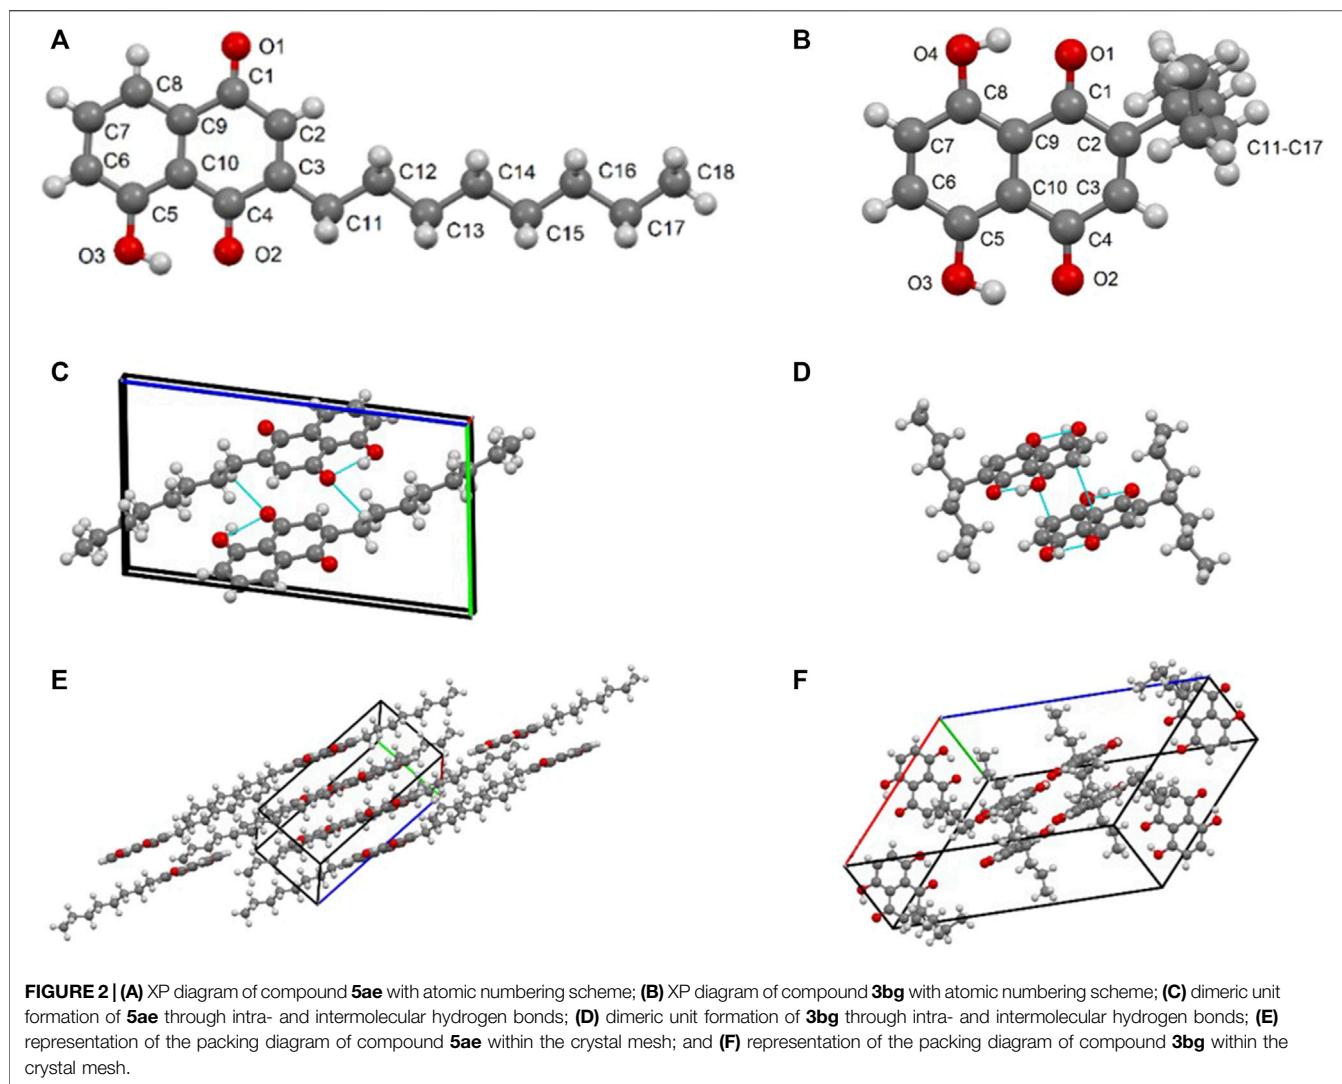 A
O1
C1
C8
C2
C7
C9
C6
C10
C3
C12
C14
C16
C18
C5
C4
C11
C13
C15
C17
O3
O2
B
O4
O1
C8
C1
C7
C9
C2
C11-C17
C6
C10
C3
C5
C4
O3
O2
C
D
E
F
FIGURE 2 | (A) XP diagram of compound 5ae with atomic numbering scheme; (B) XP diagram of compound 3bg with atomic numbering scheme; (C) dimeric unit
formation of 5ae through intra- and intermolecular hydrogen bonds; (D) dimeric unit formation of 3bg through intra- and intermolecular hydrogen bonds; (E)
representation of the packing diagram of compound 5ae within the crystal mesh; and (F) representation of the packing diagram of compound 3bg within the
crystal mesh.